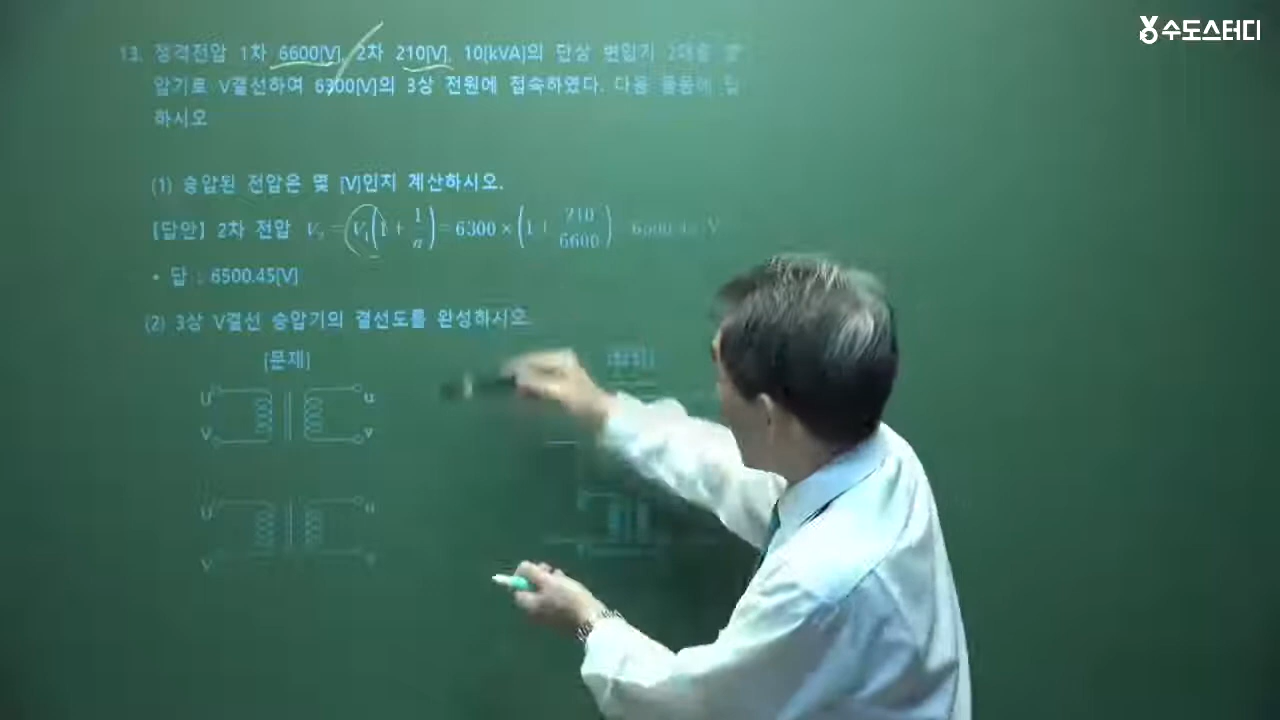 수도스터디
13. 정격전압 1차 6600[V], 2차 210[V], 10[kVA]의 단상 변압기 2대를
압기로 V결선하여 6300[V]의 3상 전원에 접속하였다. 다음 물음에 답
하시오
(1) 승압된 전압은 몇 [V]인지 계산하시오.
[답안] 2차 전압 V₂ = V₁(1 + 1/a) = 6300 × (1 + 210/6600) 6500.45 V
• 답 : 6500.45[V]
(2) 3상 V결선 승압기의 결선도를 완성하시오
[문제]
U u
V v
U u
V v